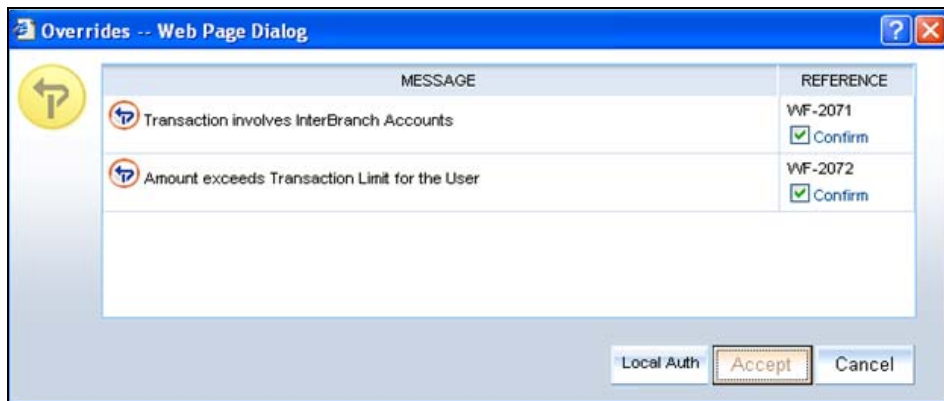 Overrides -- Web Page Dialog
MESSAGE REFERENCE
Transaction involves InterBranch Accounts WF-2071
Confirm
Amount exceeds Transaction Limit for the User WF-2072
Confirm
Local Auth Accept Cancel